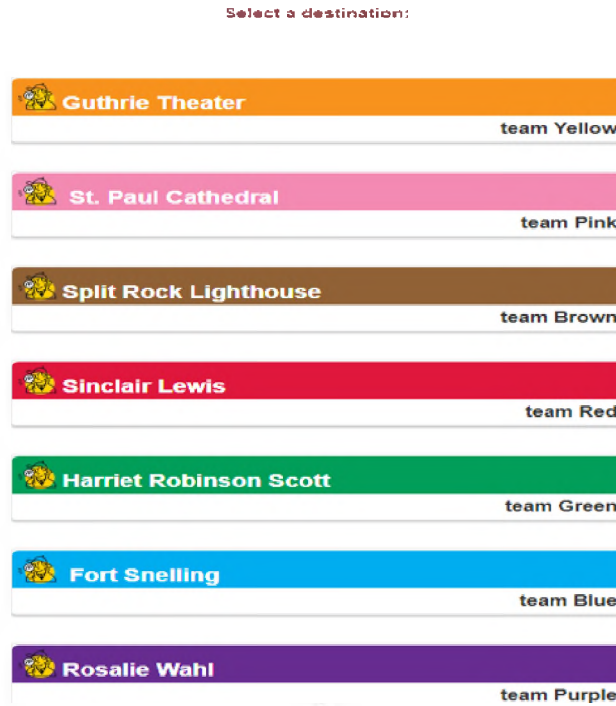 Select a destination:
Guthrie Theater
team Yellow
St. Paul Cathedral
team Pink
Split Rock Lighthouse
team Brown
Sinclair Lewis
team Red
Harriet Robinson Scott
team Green
Fort Snelling
team Blue
Rosalie Wahl
team Purple